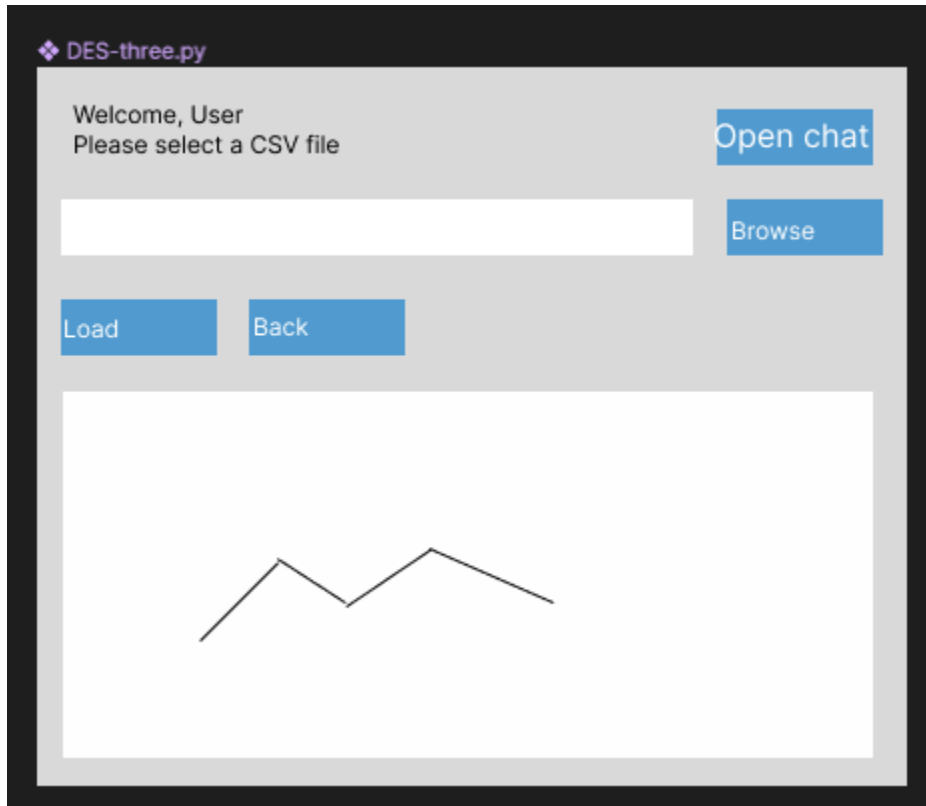 DES-three.py
Welcome, User
Please select a CSV file
Open chat
Browse
Load
Back